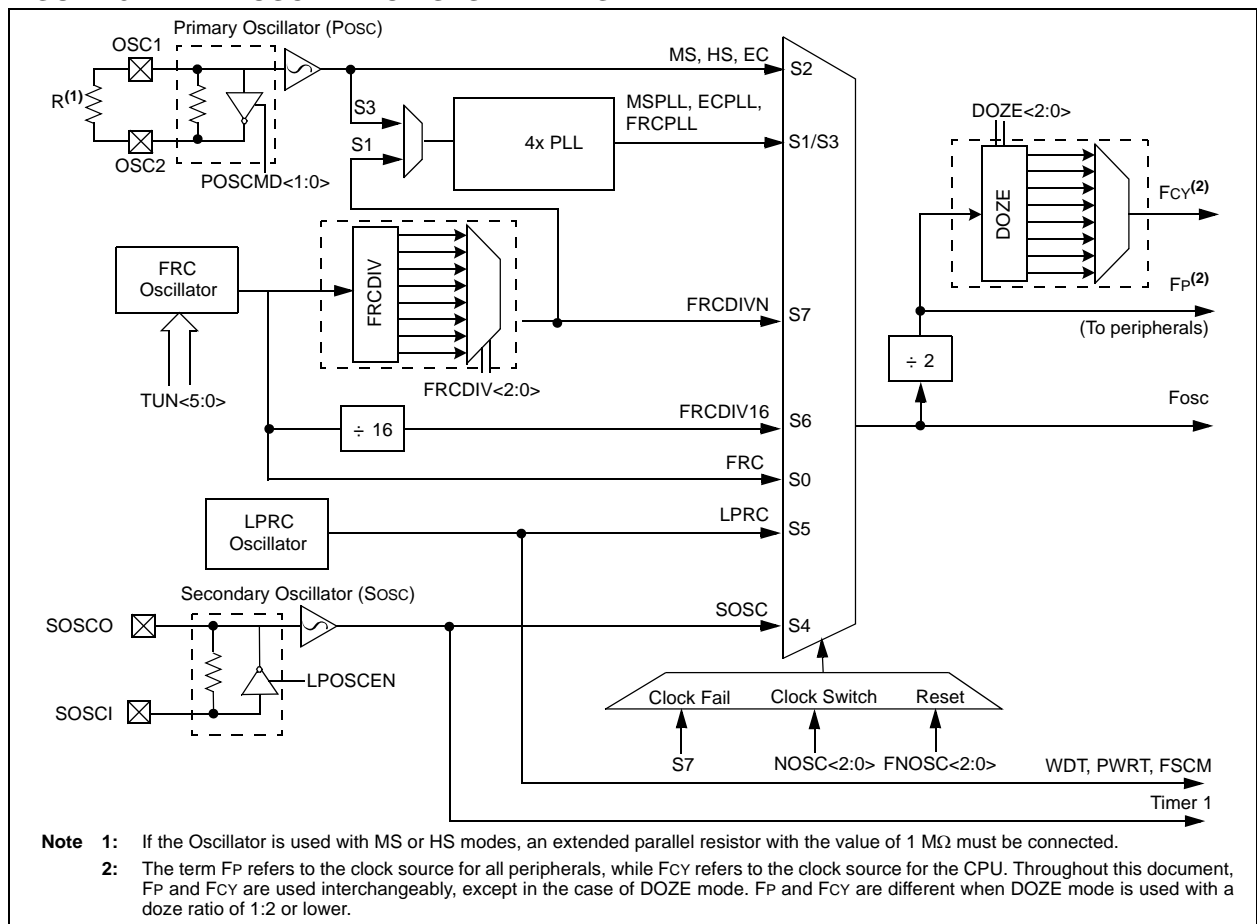 Primary Oscillator (POSC)
OSC1
R(1)
OSC2
POSCMD<1:0>
S3
S1
4x PLL
MS, HS, EC
S2
MSPLL, ECPLL,
FRCPLL
S1/S3
DOZE<2:0>
DOZE
FCY(2)
FP(2)
(To peripherals)
÷ 2
Fosc
FRC
Oscillator
TUN<5:0>
FRCDIV
FRCDIV<2:0>
FRCDIVN
S7
÷ 16
FRCDIV16
S6
FRC
S0
LPRC
Oscillator
LPRC
S5
Secondary Oscillator (SOSC)
SOSCO
SOSCI
LPOSCEN
SOSC
S4
Clock Fail
Clock Switch
Reset
S7
NOSC<2:0>
FNOSC<2:0>
WDT, PWRT, FSCM
Timer 1
Note 1: If the Oscillator is used with MS or HS modes, an extended parallel resistor with the value of 1 MΩ must be connected.
2: The term FP refers to the clock source for all peripherals, while FCY refers to the clock source for the CPU. Throughout this document,
FP and FCY are used interchangeably, except in the case of DOZE mode. FP and FCY are different when DOZE mode is used with a
doze ratio of 1:2 or lower.